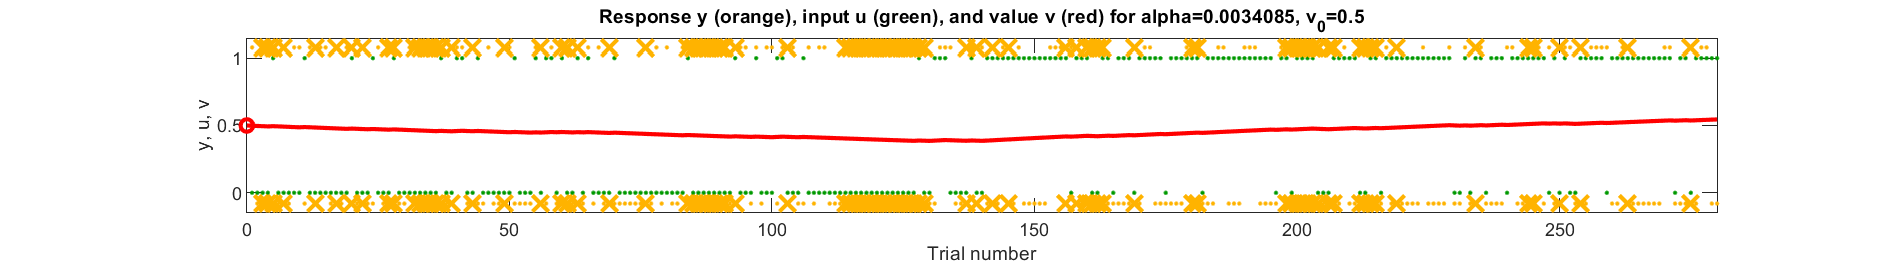 Response y (orange), input u (green), and value v (red) for alpha=0.0034085, v0=0.5
y, u, v
1
0.5
0
0 50 100 150 200 250
Trial number